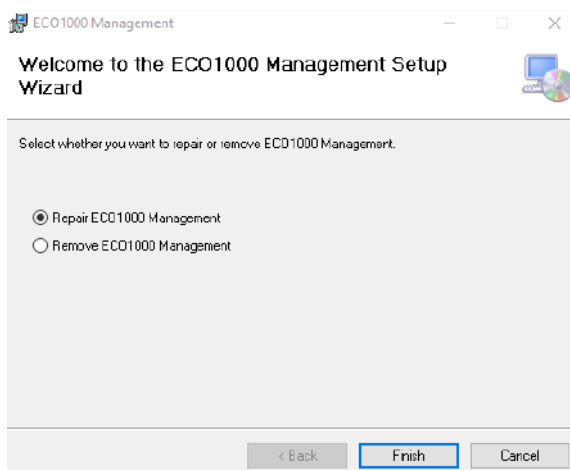 ECO1000 Management
Welcome to the ECO1000 Management Setup
Wizard
Select whether you want to repair or remove ECO1000 Management.
Repair ECO1000 Management
Remove ECO1000 Management
< Back
Finish
Cancel